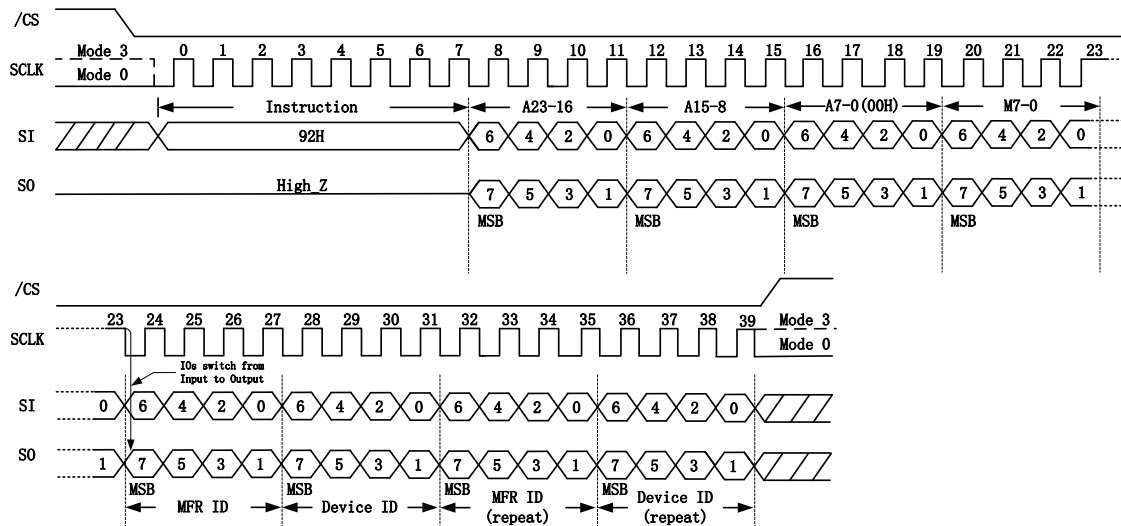 /CS
Mode 3 0 1 2 3 4 5 6 7 8 9 10 11 12 13 14 15 16 17 18 19 20 21 22 23
SCLK Mode 0
Instruction A23-16 A15-8 A7-0(00H) M7-0
SI 92H 6 4 2 0 6 4 2 0 6 4 2 0 6 4 2 0
SO High_Z 7 5 3 1 7 5 3 1 7 5 3 1 7 5 3 1
MSB MSB MSB MSB
/CS
23 24 25 26 27 28 29 30 31 32 33 34 35 36 37 38 39 Mode 3
SCLK Mode 0
IOs switch from
Input to Output
SI 0 6 4 2 0 6 4 2 0 6 4 2 0 6 4 2 0
SO 1 7 5 3 1 7 5 3 1 7 5 3 1 7 5 3 1
MSB MSB MSB MSB
MFR ID Device ID MFR ID Device ID
(repeat) (repeat)